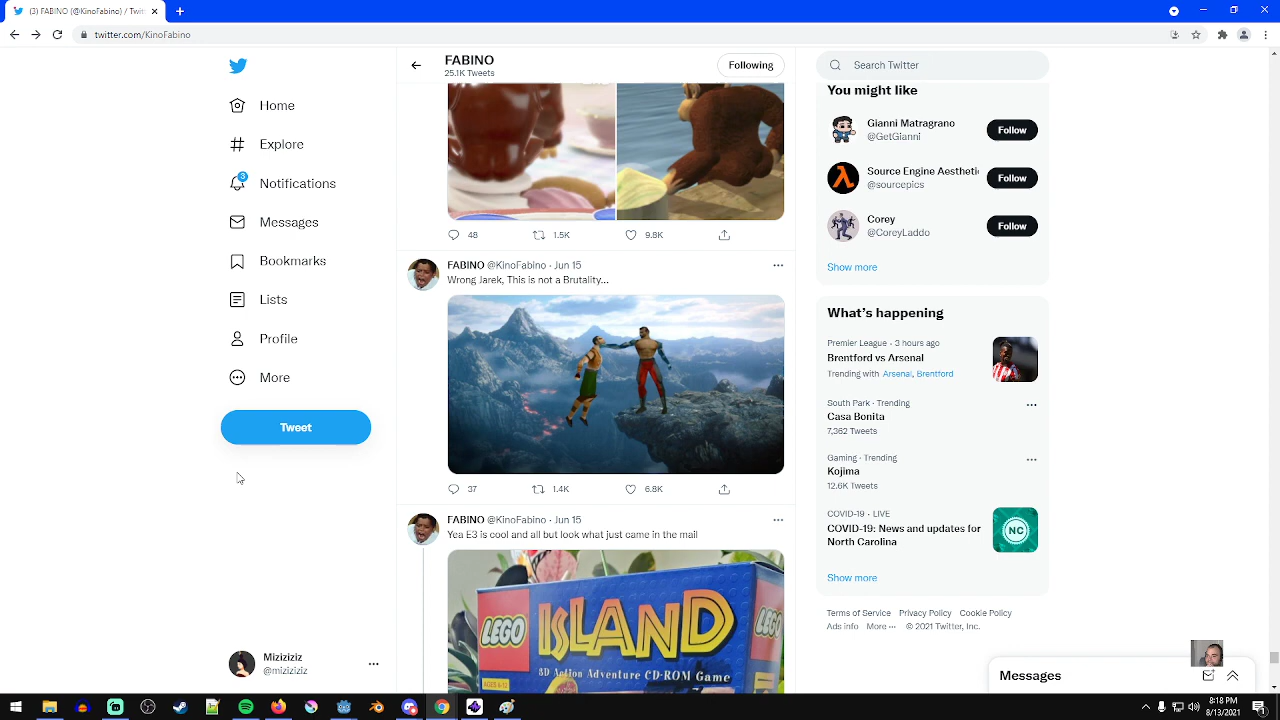 (3) FABINO (@KinoFabino) / Twitt
twitter.com/KinoFabino
FABINO
25.1K Tweets
Following
Search Twitter
Home
Explore
3
Notifications
Messages
Bookmarks
Lists
Profile
More
Tweet
Miziziziz
@miziziziz
48
1.5K
9.8K
FABINO @KinoFabino · Jun 15
Wrong Jarek, This is not a Brutality...
37
1.4K
6.8K
FABINO @KinoFabino · Jun 15
Yea E3 is cool and all but look what just came in the mail
LEGO
ISLAND
LEGO
3D Action Adventure CD-ROM Game
You might like
Gianni Matragrano
@GetGianni
Follow
Source Engine Aesthetic
@sourcepics
Follow
Corey
@CoreyLaddo
Follow
Show more
What's happening
Premier League · 3 hours ago
Brentford vs Arsenal
Trending with Arsenal, Brentford
South Park · Trending
Casa Bonita
7,362 Tweets
Gaming · Trending
Kojima
12.6K Tweets
COVID-19 · LIVE
COVID-19: News and updates for
North Carolina
NC
Show more
Terms of Service Privacy Policy Cookie Policy
Ads info More ··· © 2021 Twitter, Inc.
Messages
8:18 PM
8/13/2021